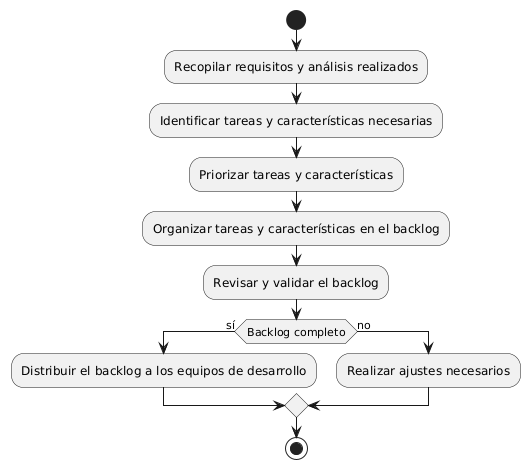 Recopilar requisitos y análisis realizados
Identificar tareas y características necesarias
Priorizar tareas y características
Organizar tareas y características en el backlog
Revisar y validar el backlog
sí
Backlog completo
no
Distribuir el backlog a los equipos de desarrollo
Realizar ajustes necesarios